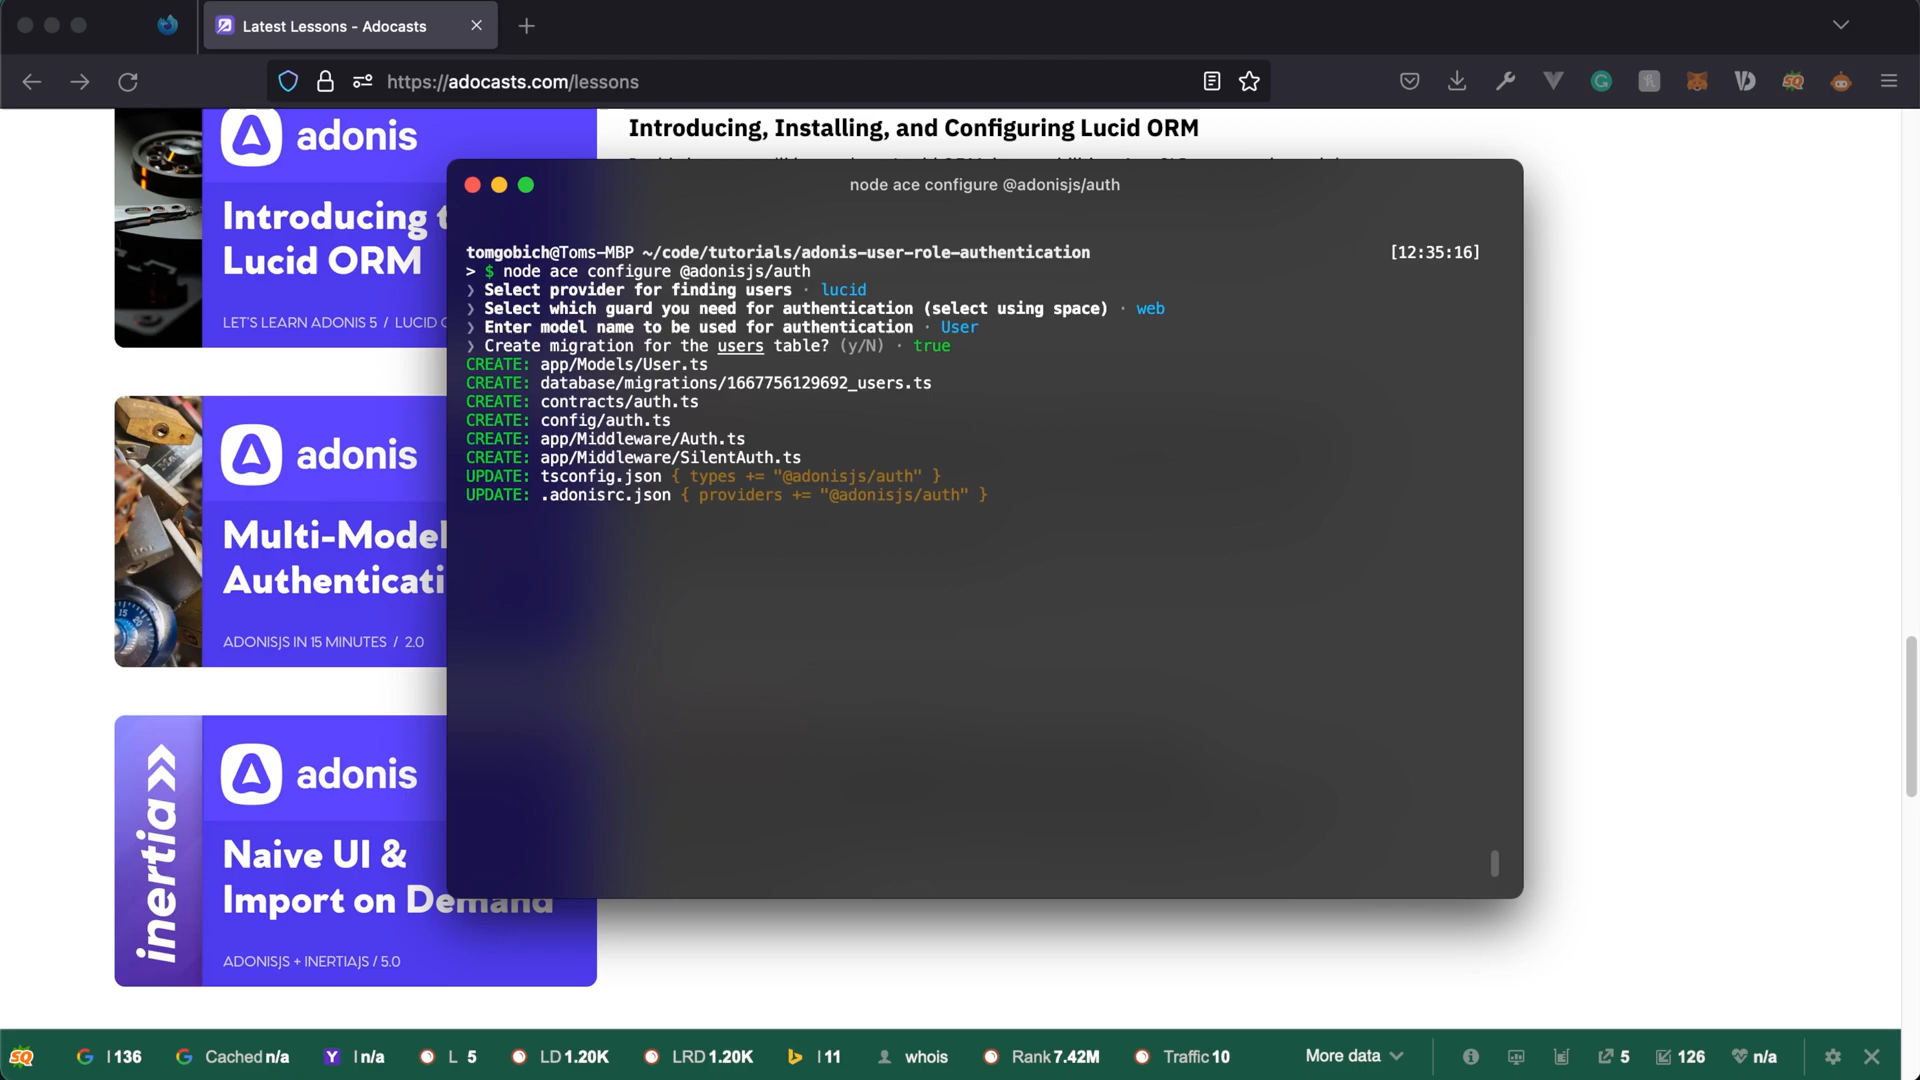 Latest Lessons - Adocasts
https://adocasts.com/lessons
adonis
Introducing t
Lucid ORM
LET'S LEARN ADONIS 5 / LUCID
Introducing, Installing, and Configuring Lucid ORM
node ace configure @adonisjs/auth
tomgobich@Toms-MBP ~/code/tutorials/adonis-user-role-authentication [12:35:16]
> $ node ace configure @adonisjs/auth
❯ Select provider for finding users · lucid
❯ Select which guard you need for authentication (select using space) · web
❯ Enter model name to be used for authentication · User
❯ Create migration for the users table? (y/N) · true
CREATE: app/Models/User.ts
CREATE: database/migrations/1667756129692_users.ts
CREATE: contracts/auth.ts
CREATE: config/auth.ts
CREATE: app/Middleware/Auth.ts
CREATE: app/Middleware/SilentAuth.ts
UPDATE: tsconfig.json { types += "@adonisjs/auth" }
UPDATE: .adonisrc.json { providers += "@adonisjs/auth" }
adonis
Multi-Model
Authenticati
ADONISJS IN 15 MINUTES / 2.0
inertia
adonis
Naive UI &
Import on Demand
ADONISJS + INERTIAJS / 5.0
SQ I 136 Cached n/a I n/a L 5 LD 1.20K LRD 1.20K I 11 whois Rank 7.42M Traffic 10 More data 5 126 n/a